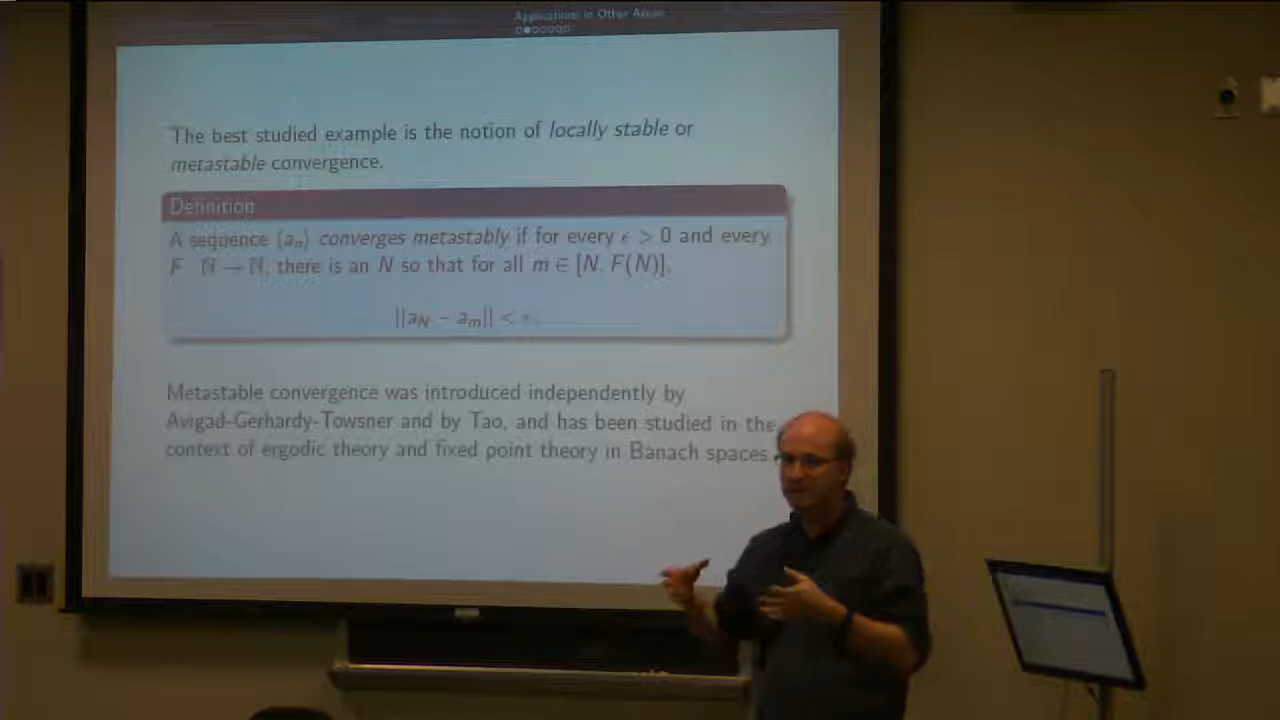 Applications in Other Areas
The best studied example is the notion of locally stable or
metastable convergence.
Definition
A sequence (aₙ) converges metastably if for every ϵ > 0 and every
F : ℕ → ℕ, there is an N so that for all m ∈ [N, F(N)],
||a_N − a_m|| < ϵ.
Metastable convergence was introduced independently by
Avigad-Gerhardy-Towsner and by Tao, and has been studied in the
context of ergodic theory and fixed point theory in Banach spaces